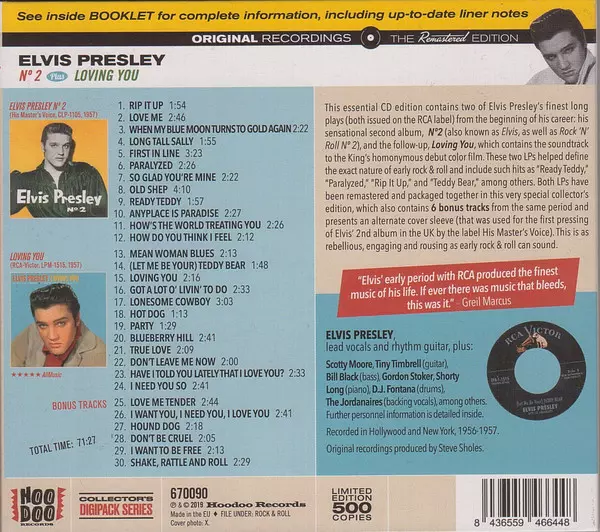 See inside BOOKLET for complete information, including up-to-date liner notes
ORIGINAL RECORDINGS THE Remastered EDITION
ELVIS PRESLEY
Nº 2 Plus LOVING YOU
ELVIS PRESLEY Nº 2
(His Master's Voice, CLP-1105, 1957)
Elvis Presley
Nº 2
1. RIP IT UP 1:54
2. LOVE ME 2:46
3. WHEN MY BLUE MOON TURNS TO GOLD AGAIN 2:22
4. LONG TALL SALLY 1:55
5. FIRST IN LINE 3:23
6. PARALYZED 2:26
7. SO GLAD YOU'RE MINE 2:22
8. OLD SHEP 4:10
9. READY TEDDY 1:57
10. ANYPLACE IS PARADISE 2:27
11. HOW'S THE WORLD TREATING YOU 2:26
12. HOW DO YOU THINK I FEEL 2:12
LOVING YOU
(RCA-Victor, LPM-1515, 1957)
ELVIS PRESLEY LOVING YOU
★★★★★ AllMusic
13. MEAN WOMAN BLUES 2:13
14. (LET ME BE YOUR) TEDDY BEAR 1:48
15. LOVING YOU 2:16
16. GOT A LOT O' LIVIN' TO DO 2:33
17. LONESOME COWBOY 3:03
18. HOT DOG 1:13
19. PARTY 1:29
20. BLUEBERRY HILL 2:41
21. TRUE LOVE 2:09
22. DON'T LEAVE ME NOW 2:00
23. HAVE I TOLD YOU LATELY THAT I LOVE YOU? 2:33
24. I NEED YOU SO 2:41
BONUS TRACKS
25. LOVE ME TENDER 2:44
26. I WANT YOU, I NEED YOU, I LOVE YOU 2:41
27. HOUND DOG 2:18
28. DON'T BE CRUEL 2:05
29. I WANT TO BE FREE 2:13
30. SHAKE, RATTLE AND ROLL 2:29
TOTAL TIME: 71:27
This essential CD edition contains two of Elvis Presley's finest long
plays (both issued on the RCA label) from the beginning of his career: his
sensational second album, Nº2 (also known as Elvis, as well as Rock 'N'
Roll Nº2), and the follow-up, Loving You, which contains the soundtrack
to the King's homonymous debut color film. These two LPs helped define
the exact nature of early rock & roll and include such hits as "Ready Teddy,"
"Paralyzed," "Rip It Up," and "Teddy Bear," among others. Both LPs have
been remastered and packaged together in this very special collector's
edition, which also contains 6 bonus tracks from the same period and
presents an alternate cover sleeve (that was used for the first pressing
of Elvis' 2nd album in the UK by the label His Master's Voice). This is as
rebellious, engaging and rousing as early rock & roll can sound.
"Elvis' early period with RCA produced the finest
music of his life. If ever there was music that bleeds,
this was it." - Greil Marcus
ELVIS PRESLEY,
lead vocals and rhythm guitar, plus:
Scotty Moore, Tiny Timbrell (guitar),
Bill Black (bass), Gordon Stoker, Shorty
Long (piano), D.J. Fontana (drums),
The Jordanaires (backing vocals), among others.
Further personnel information is detailed inside.
Recorded in Hollywood and New York, 1956-1957.
Original recordings produced by Steve Sholes.
RCA VICTOR
ELVIS PRESLEY
HOO DOO
RECORDS
COLLECTOR'S
DIGIPACK SERIES
670090
℗ & © 2019 Hoodoo Records
Made in the EU FILE UNDER: ROCK & ROLL
Cover photo: X.
LIMITED
EDITION
500
COPIES
8 436559 466448